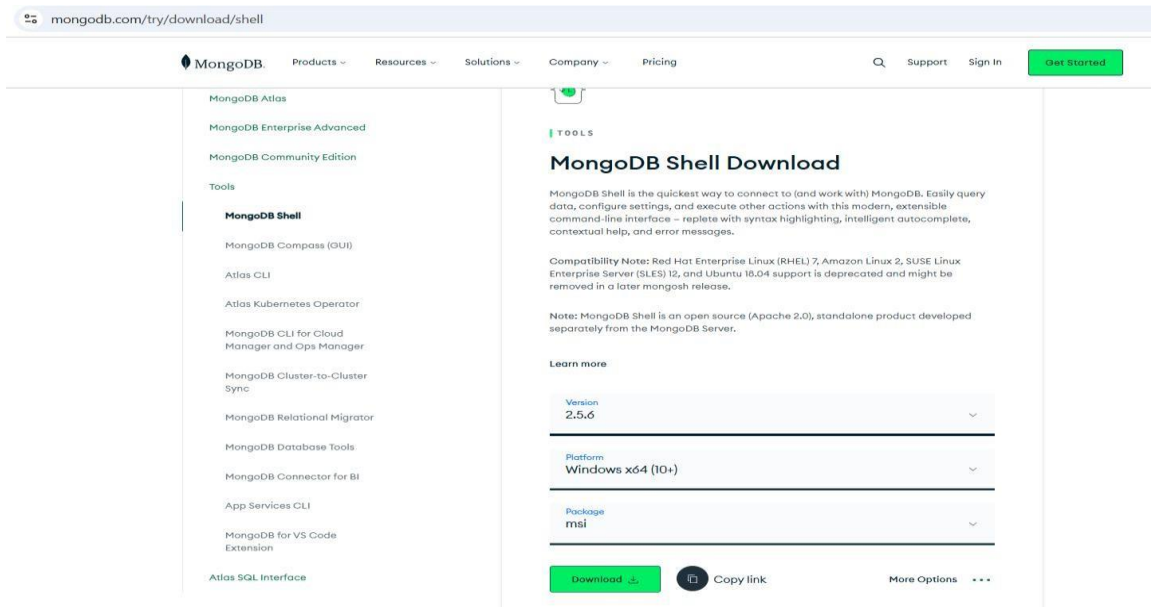 mongodb.com/try/download/shell
MongoDB. Products Resources Solutions Company Pricing Support Sign In Get Started
MongoDB Atlas
MongoDB Enterprise Advanced
MongoDB Community Edition
Tools
MongoDB Shell
MongoDB Compass (GUI)
Atlas CLI
Atlas Kubernetes Operator
MongoDB CLI for Cloud
Manager and Ops Manager
MongoDB Cluster-to-Cluster
Sync
MongoDB Relational Migrator
MongoDB Database Tools
MongoDB Connector for BI
App Services CLI
MongoDB for VS Code
Extension
Atlas SQL Interface
TOOLS
MongoDB Shell Download
MongoDB Shell is the quickest way to connect to (and work with) MongoDB. Easily query
data, configure settings, and execute other actions with this modern, extensible
command-line interface – replete with syntax highlighting, intelligent autocomplete,
contextual help, and error messages.
Compatibility Note: Red Hat Enterprise Linux (RHEL) 7, Amazon Linux 2, SUSE Linux
Enterprise Server (SLES) 12, and Ubuntu 18.04 support is deprecated and might be
removed in a later mongosh release.
Note: MongoDB Shell is an open source (Apache 2.0), standalone product developed
separately from the MongoDB Server.
Learn more
Version
2.5.6
Platform
Windows x64 (10+)
Package
msi
Download Copy link More Options